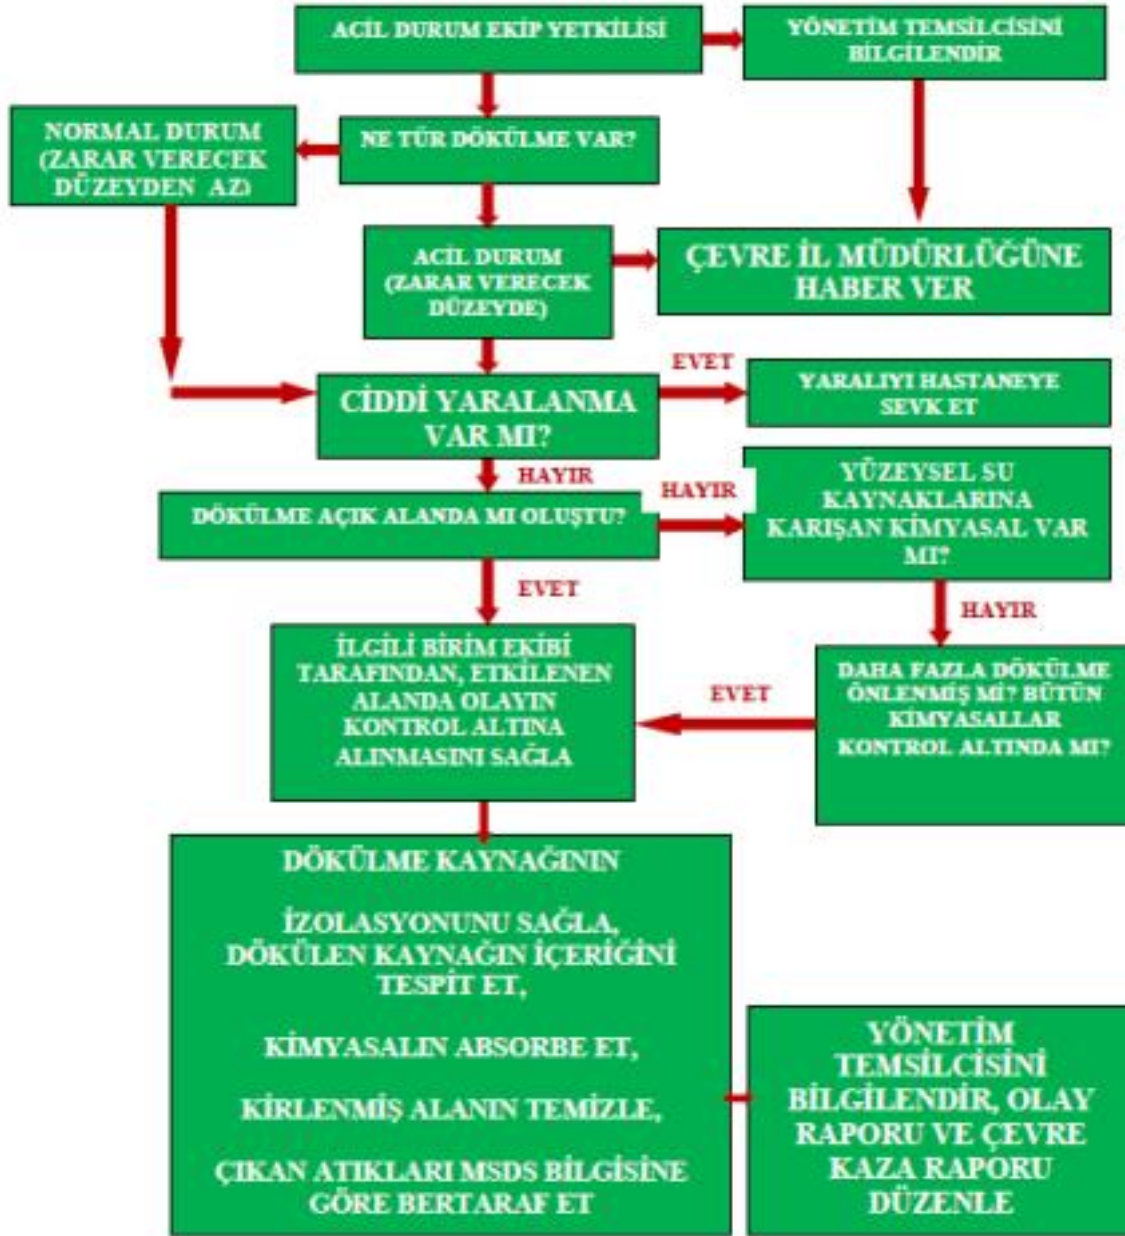 ACİL DURUM EKİP YETKİLİSİ
YÖNETİM TEMSİLCİSİNİ
BİLGİLENDİR
NORMAL DURUM
(ZARAR VERECEK
DÜZEYDEN AZ)
NE TÜR DÖKÜLME VAR?
ACİL DURUM
(ZARAR VERECEK
DÜZEYDE)
ÇEVRE İL MÜDÜRLÜĞÜNE
HABER VER
CİDDİ YARALANMA
VAR MI?
EVET
YARALIYI HASTANEYE
SEVK ET
HAYIR
DÖKÜLME AÇIK ALANDA MI OLUŞTU?
HAYIR
YÜZEYSEL SU
KAYNAKLARINA
KARIŞAN KİMYASAL VAR
MI?
EVET
HAYIR
İLGİLİ BİRİM EKİBİ
TARAFINDAN, ETKİLENEN
ALANDA OLAYIN
KONTROL ALTINA
ALINMASINI SAĞLA
EVET
DAHA FAZLA DÖKÜLME
ÖNLENMİŞ Mİ? BÜTÜN
KİMYASALLAR
KONTROL ALTINDA MI?
DÖKÜLME KAYNAĞININ
İZOLASYONUNU SAĞLA,
DÖKÜLEN KAYNAĞIN İÇERİĞİNİ
TESPİT ET,
KİMYASALIN ABSORBE ET,
KİRLENMİŞ ALANIN TEMİZLE,
ÇIKAN ATIKLARI MSDS BİLGİSİNE
GÖRE BERTARAF ET
YÖNETİM
TEMSİLCİSİNİ
BİLGİLENDİR, OLAY
RAPORU VE ÇEVRE
KAZA RAPORU
DÜZENLE